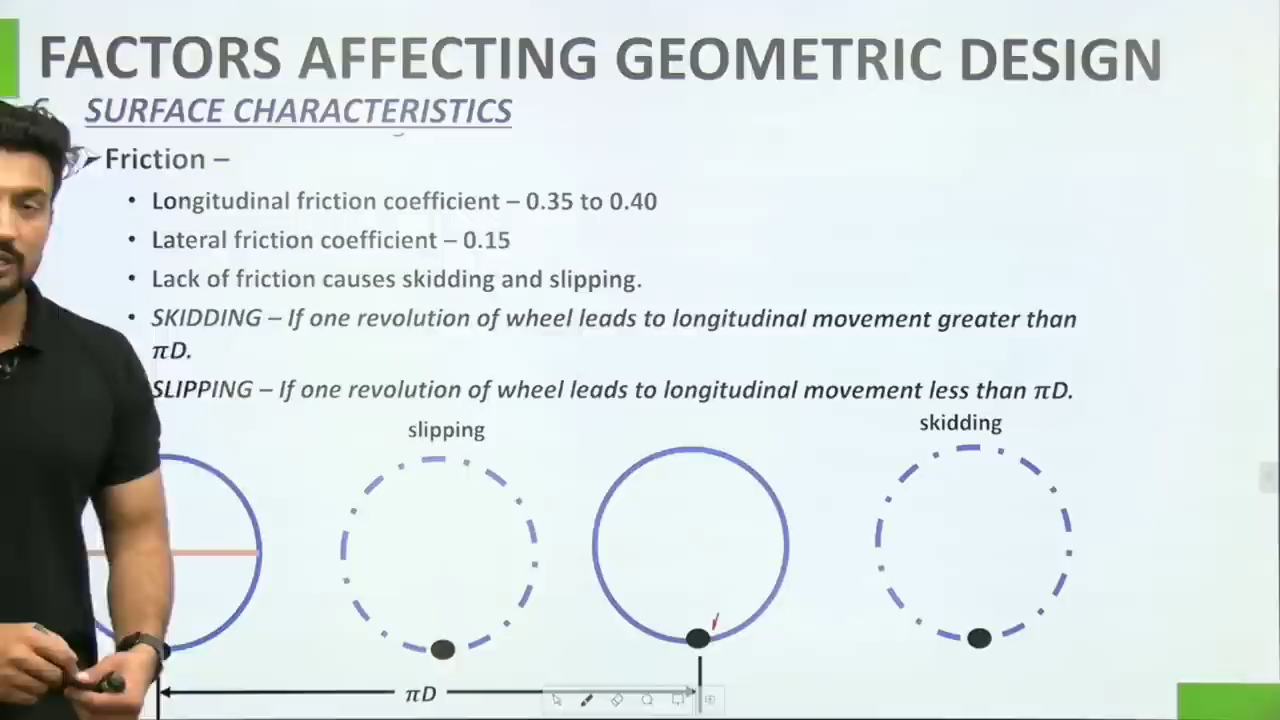 FACTORS AFFECTING GEOMETRIC DESIGN
6. SURFACE CHARACTERISTICS
Friction –
• Longitudinal friction coefficient – 0.35 to 0.40
• Lateral friction coefficient – 0.15
• Lack of friction causes skidding and slipping.
• SKIDDING – If one revolution of wheel leads to longitudinal movement greater than
πD.
SLIPPING – If one revolution of wheel leads to longitudinal movement less than πD.
slipping
skidding
πD